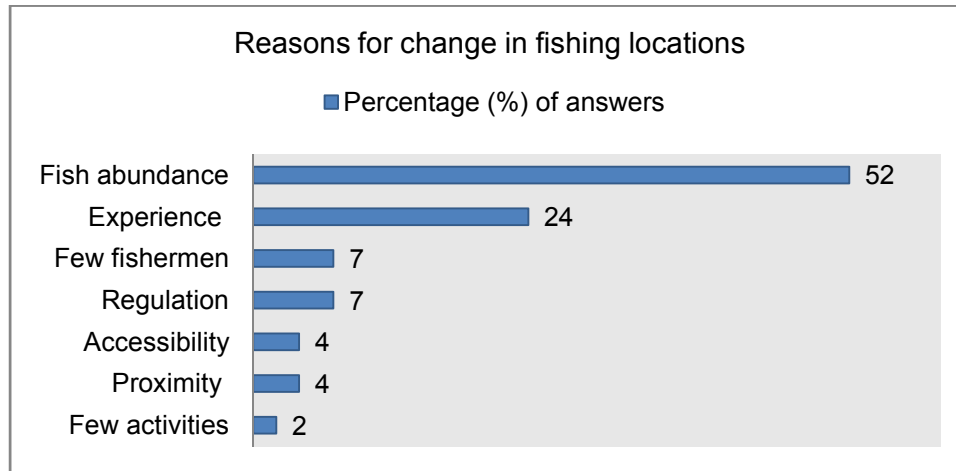 Reasons for change in fishing locations
Percentage (%) of answers
Fish abundance 52
Experience 24
Few fishermen 7
Regulation 7
Accessibility 4
Proximity 4
Few activities 2